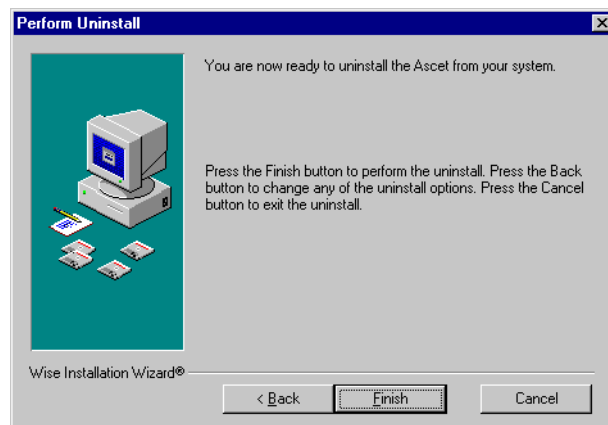 Perform Uninstall
You are now ready to uninstall the Ascet from your system.
Press the Finish button to perform the uninstall. Press the Back
button to change any of the uninstall options. Press the Cancel
button to exit the uninstall.
Wise Installation Wizard®
< Back
Finish
Cancel